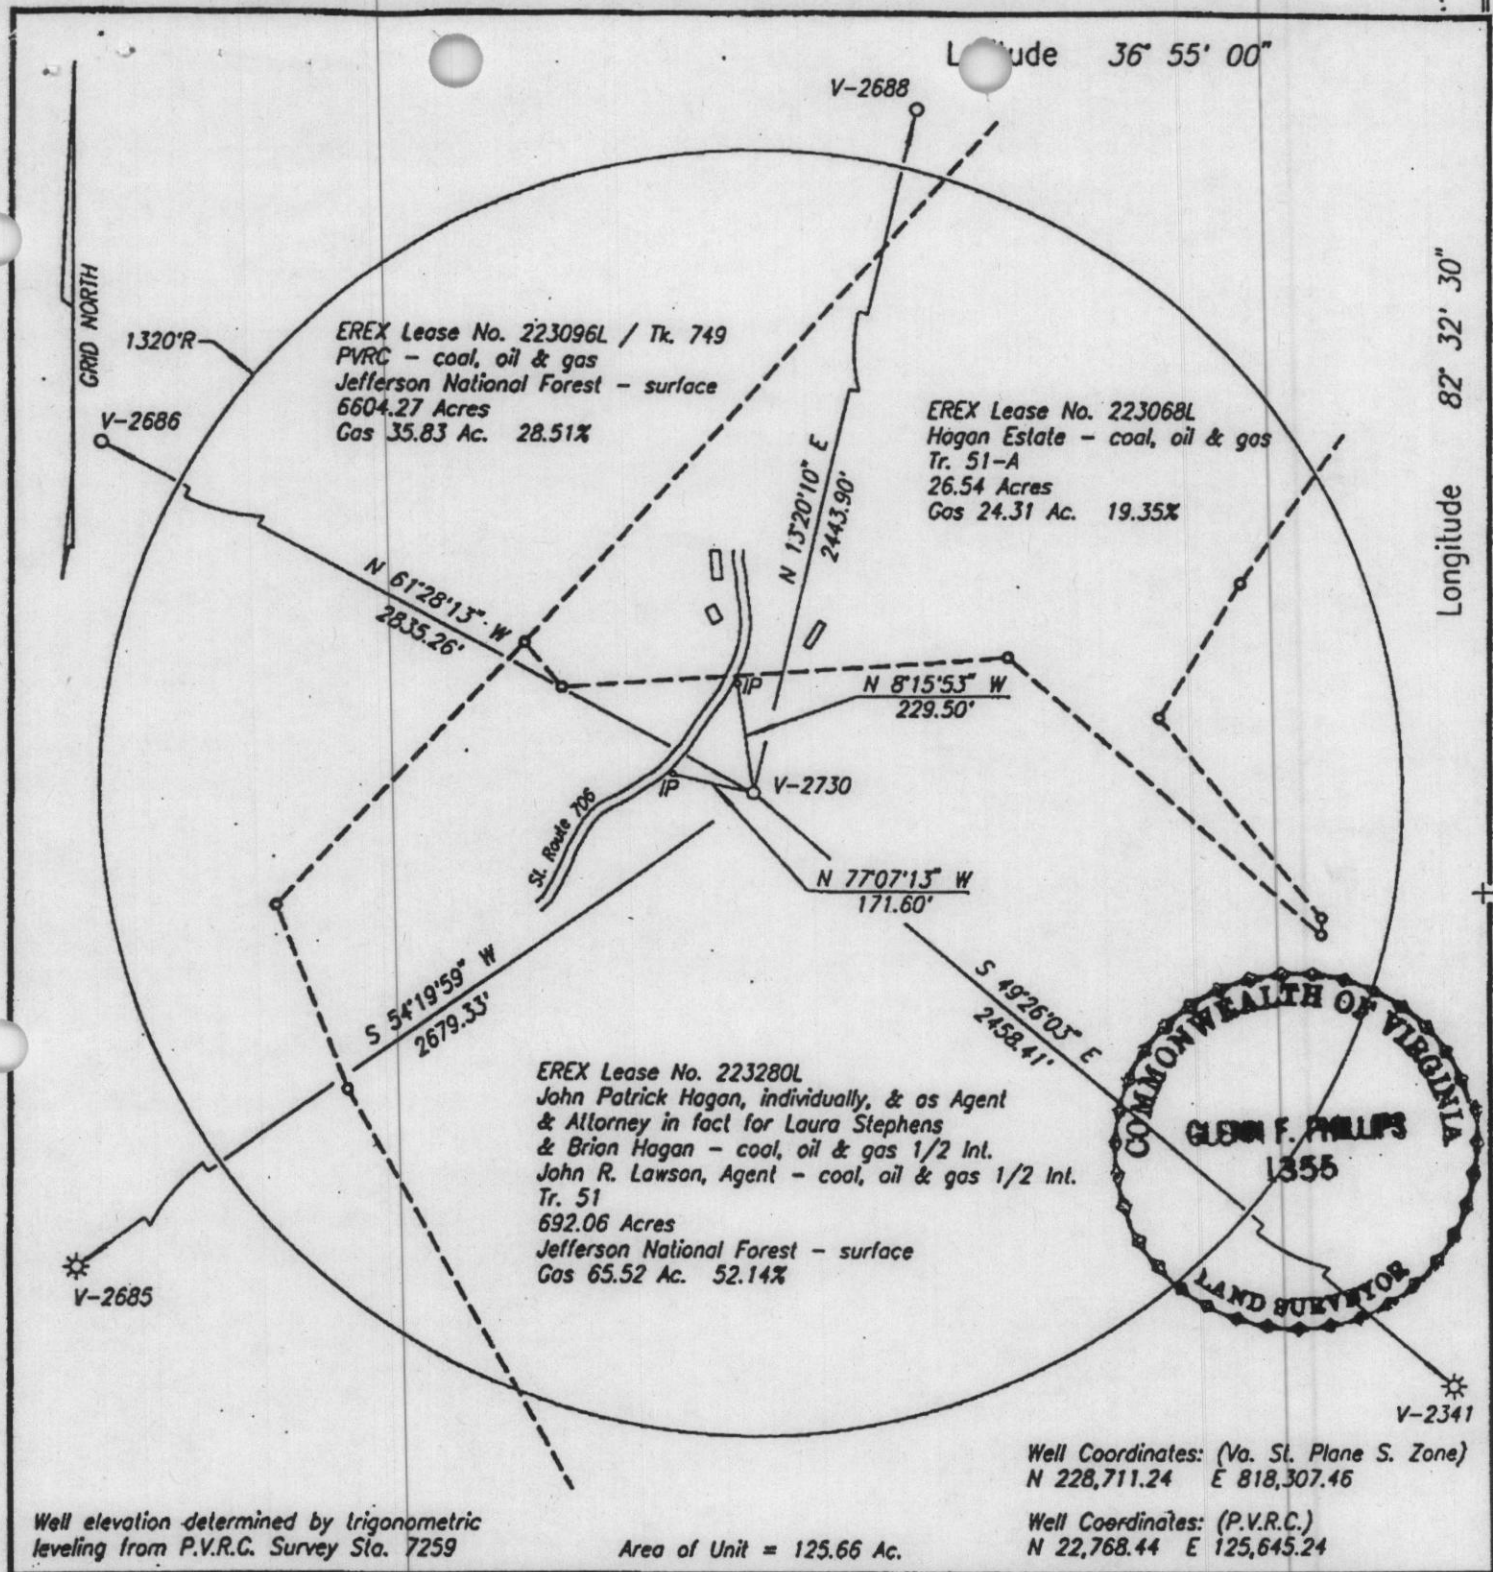 36° 55' 00"
V-2688
GRID NORTH
1320'R
V-2686
EREX Lease No. 223096L / Tk. 749
PVRC - coal, oil & gas
Jefferson National Forest - surface
6604.27 Acres
Gas 35.83 Ac. 28.51%
EREX Lease No. 223068L
Hagan Estate - coal, oil & gas
Tr. 51-A
26.54 Acres
Gas 24.31 Ac. 19.35%
Longitude 82° 32' 30"
N 13°20'10" E
2443.90'
N 61°28'13" W
2835.26'
IP
N 8°15'53" W
229.50'
V-2730
IP
St. Route 706
N 77°07'13" W
171.60'
S 54°19'59" W
2679.33'
S 49°26'03" E
2458.41'
EREX Lease No. 223280L
John Patrick Hagan, individually, & as Agent
& Attorney in fact for Laura Stephens
& Brian Hagan - coal, oil & gas 1/2 Int.
John R. Lawson, Agent - coal, oil & gas 1/2 Int.
Tr. 51
692.06 Acres
Jefferson National Forest - surface
Gas 65.52 Ac. 52.14%
COMMONWEALTH OF VIRGINIA
GLENN F. PHILLIPS
1355
LAND SURVEYOR
V-2685
V-2341
Well Coordinates: (Va. St. Plane S. Zone)
N 228,711.24 E 818,307.46
Well Coordinates: (P.V.R.C.)
N 22,768.44 E 125,645.24
Well elevation determined by trigonometric
leveling from P.V.R.C. Survey Sta. 7259
Area of Unit = 125.66 Ac.